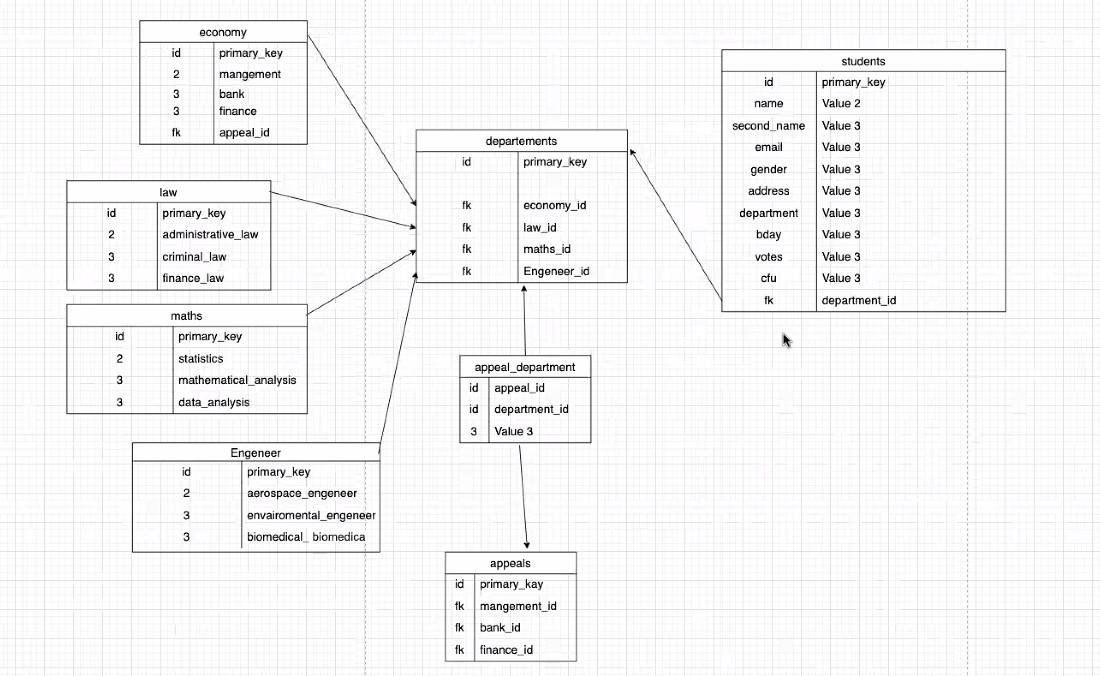 economy
id primary_key
2 mangement
3 bank
3 finance
fk appeal_id
law
id primary_key
2 administrative_law
3 criminal_law
3 finance_law
maths
id primary_key
2 statistics
3 mathematical_analysis
3 data_analysis
Engeneer
id primary_key
2 aerospace_engeneer
3 envairomental_engeneer
3 biomedical_ biomedica
departements
id primary_key
fk economy_id
fk law_id
fk maths_id
fk Engeneer_id
appeal_department
id appeal_id
id department_id
3 Value 3
appeals
id primary_kay
fk mangement_id
fk bank_id
fk finance_id
students
id primary_key
name Value 2
second_name Value 3
email Value 3
gender Value 3
address Value 3
department Value 3
bday Value 3
votes Value 3
cfu Value 3
fk department_id